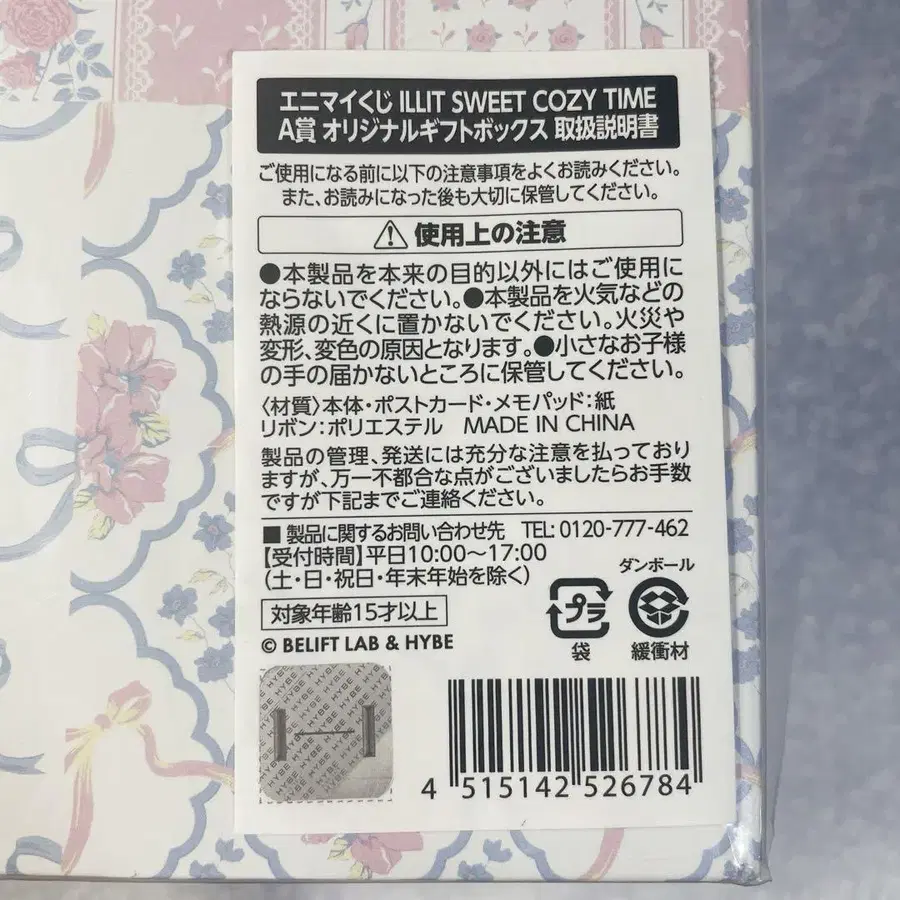 エニマイくじ ILLIT SWEET COZY TIME
A賞 オリジナルギフトボックス 取扱説明書
ご使用になる前に以下の注意事項をよくお読みください。
また、お読みになった後も大切に保管してください。
⚠ 使用上の注意
●本製品を本来の目的以外にはご使用に
ならないでください。●本製品を火気などの
熱源の近くに置かないでください。火災や
変形、変色の原因となります。●小さなお子様
の手の届かないところに保管してください。
〈材質〉本体・ポストカード・メモパッド:紙
リボン:ポリエステル MADE IN CHINA
製品の管理、発送には充分な注意を払っており
ますが、万一不都合な点がございましたらお手数
ですが下記までご連絡ください。
■ 製品に関するお問い合わせ先 TEL: 0120-777-462
【受付時間】平日10:00〜17:00
(土・日・祝日・年末年始を除く)
ダンボール
対象年齢15才以上
プラ
袋 緩衝材
© BELIFT LAB & HYBE
HYBE HYBE HYBE
4 515142 526784